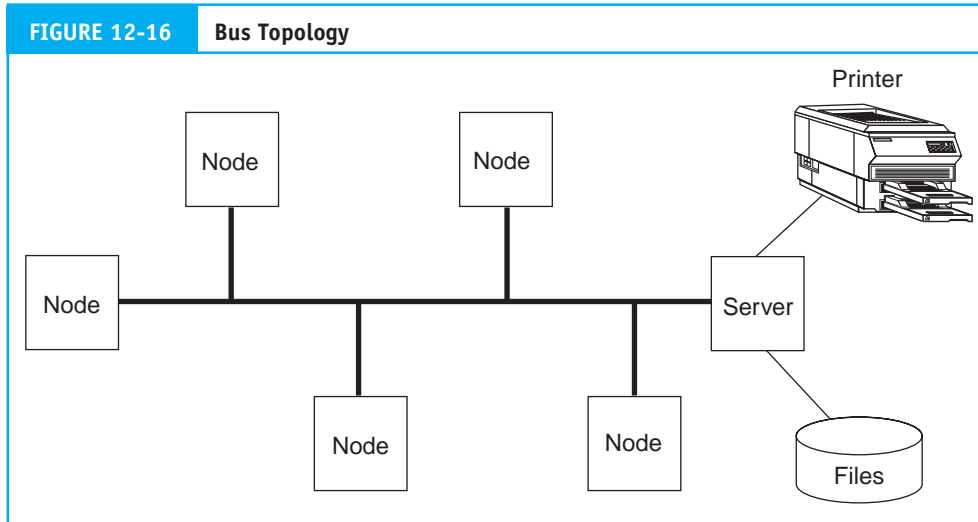 FIGURE 12-16 Bus Topology
Printer
Node
Node
Node
Server
Node
Node
Files